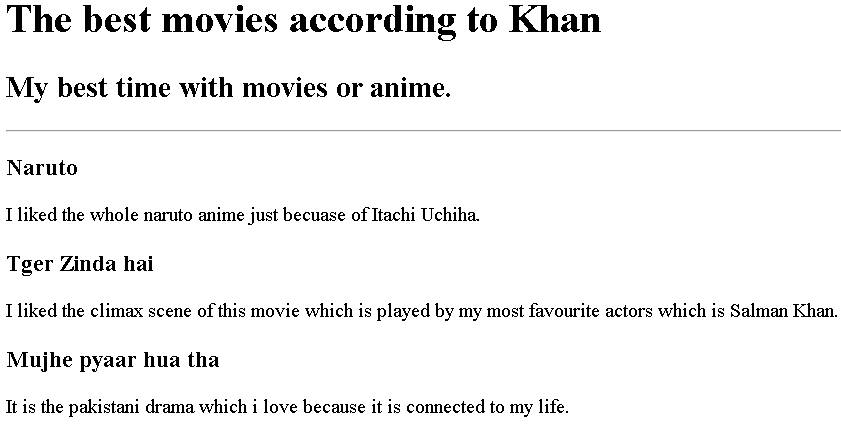 The best movies according to Khan
My best time with movies or anime.
Naruto
I liked the whole naruto anime just becuase of Itachi Uchiha.
Tger Zinda hai
I liked the climax scene of this movie which is played by my most favourite actors which is Salman Khan.
Mujhe pyaar hua tha
It is the pakistani drama which i love because it is connected to my life.